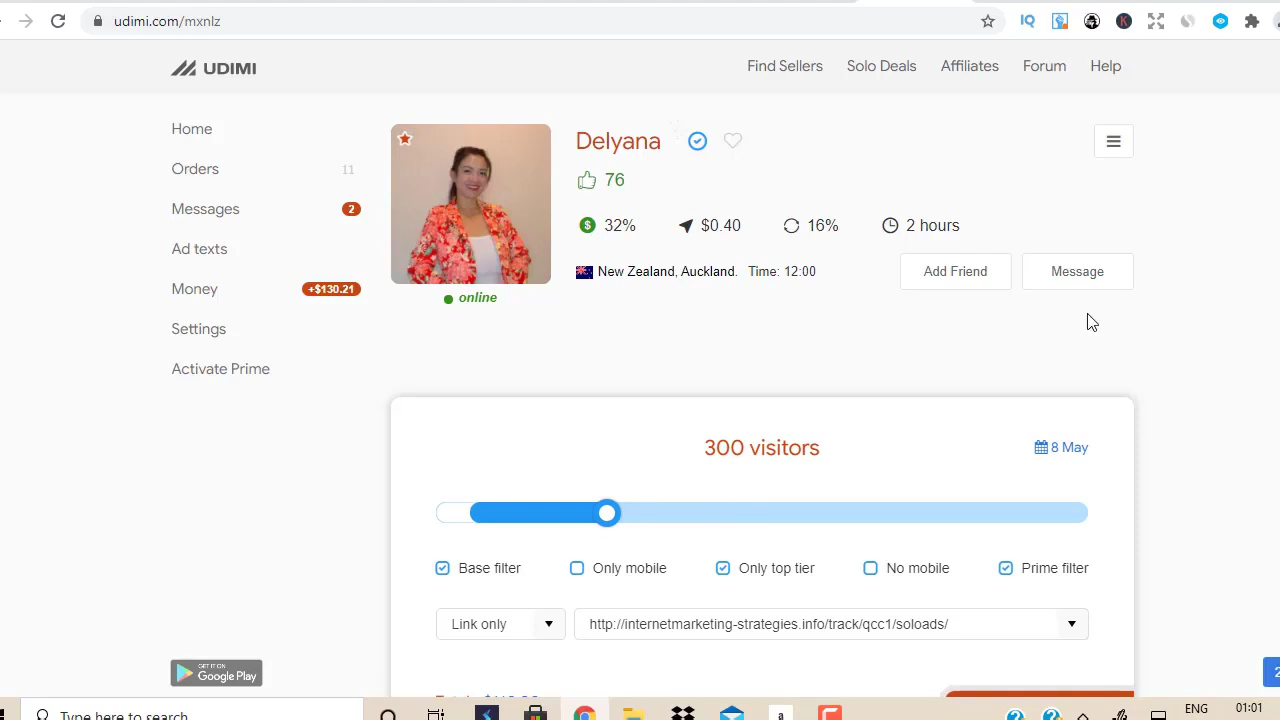 udimi.com/mxnlz
IQ
K
UDIMI
Find Sellers Solo Deals Affiliates Forum Help
Home
Orders 11
Messages 2
Ad texts
Money +$130.21
Settings
Activate Prime
GET IT ON
Google Play
Delyana
76
$ 32% $0.40 16% 2 hours
New Zealand, Auckland. Time: 12:00
Add Friend Message
online
300 visitors 8 May
Base filter Only mobile Only top tier No mobile Prime filter
Link only http://internetmarketing-strategies.info/track/qcc1/soloads/
2
Type here to search
a
ENG 01:01